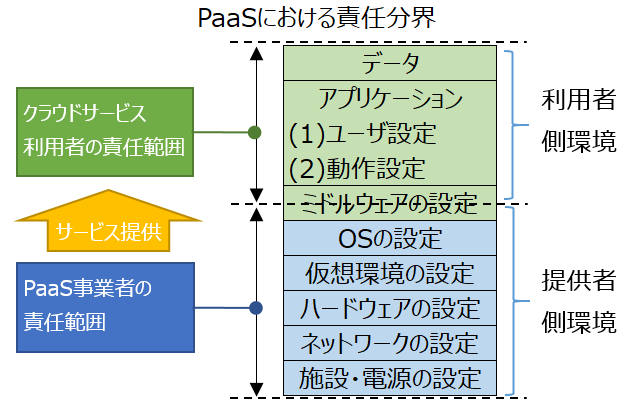 PaaSにおける責任分界
データ
アプリケーション
(1)ユーザ設定
(2)動作設定
ミドルウェアの設定
OSの設定
仮想環境の設定
ハードウェアの設定
ネットワークの設定
施設・電源の設定
クラウドサービス
利用者の責任範囲
サービス提供
PaaS事業者の
責任範囲
利用者
側環境
提供者
側環境